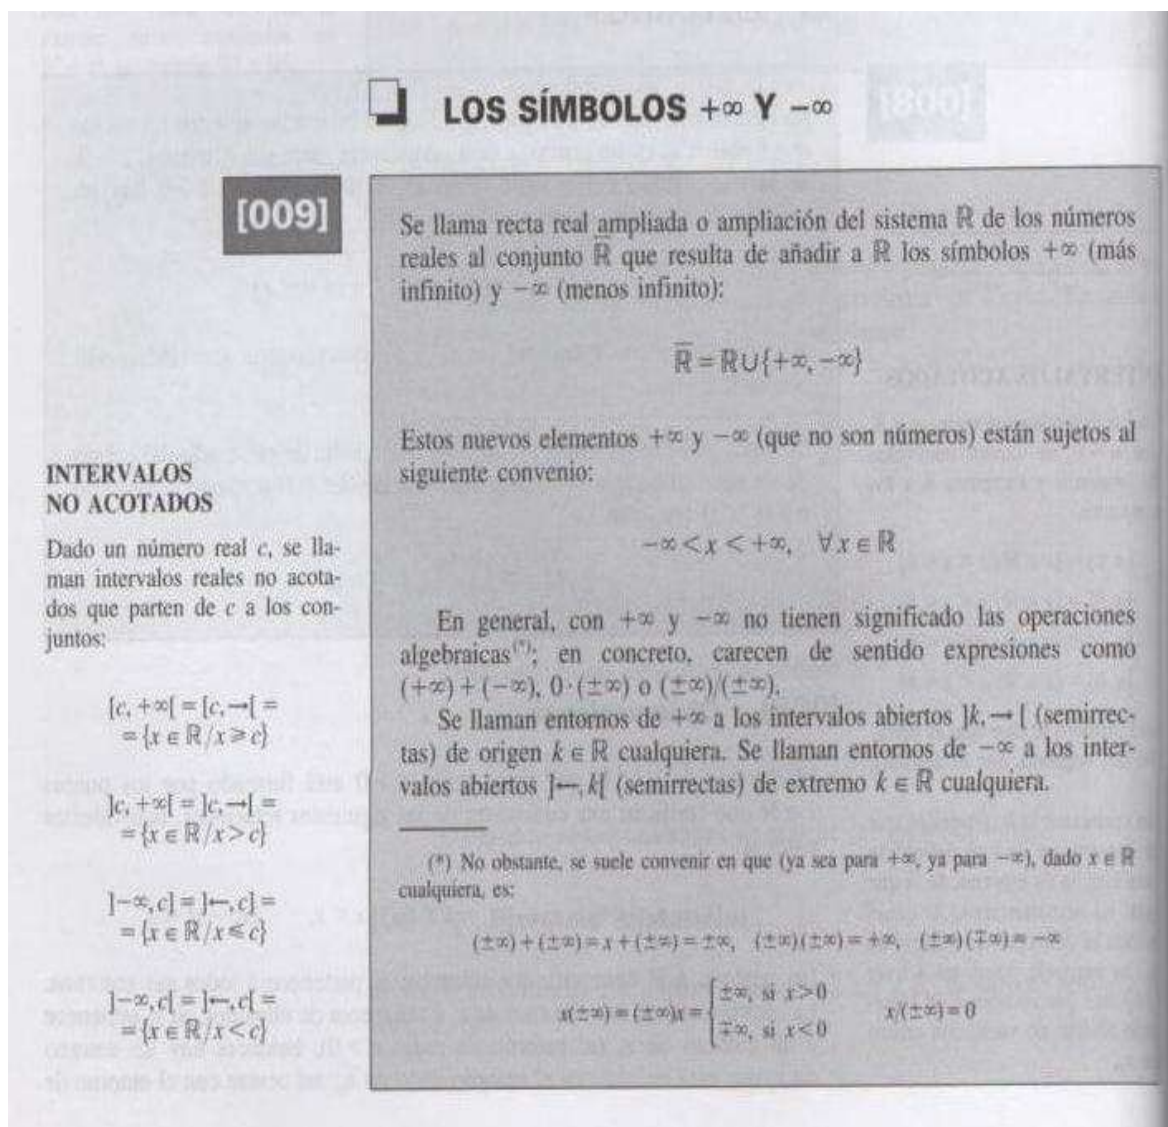 LOS SÍMBOLOS +∞ Y −∞
[009]
Se llama recta real ampliada o ampliación del sistema ℝ de los números
reales al conjunto ℝ̅ que resulta de añadir a ℝ los símbolos +∞ (más
infinito) y −∞ (menos infinito):
ℝ̅ = ℝ∪{+∞, −∞}
Estos nuevos elementos +∞ y −∞ (que no son números) están sujetos al
siguiente convenio:
−∞ < x < +∞, ∀x ∈ ℝ
En general, con +∞ y −∞ no tienen significado las operaciones
algebraicas(*); en concreto, carecen de sentido expresiones como
(+∞) + (−∞), 0·(±∞) o (±∞)/(±∞).
Se llaman entornos de +∞ a los intervalos abiertos ]k, →[ (semirrec-
tas) de origen k ∈ ℝ cualquiera. Se llaman entornos de −∞ a los inter-
valos abiertos ]←, k[ (semirrectas) de extremo k ∈ ℝ cualquiera.
(*) No obstante, se suele convenir en que (ya sea para +∞, ya para −∞), dado x ∈ ℝ
cualquiera, es:
(±∞) + (±∞) = x + (±∞) = ±∞, (±∞)(±∞) = +∞, (±∞)(∓∞) = −∞
x(±∞) = (±∞)x = { ±∞, si x > 0
∓∞, si x < 0
x/(±∞) = 0
INTERVALOS
NO ACOTADOS
Dado un número real c, se lla-
man intervalos reales no acota-
dos que parten de c a los con-
juntos:
[c, +∞[ = [c, →[ =
= {x ∈ ℝ/x ⩾ c}
]c, +∞[ = ]c, →[ =
= {x ∈ ℝ/x > c}
]−∞, c] = ]←, c] =
= {x ∈ ℝ/x ⩽ c}
]−∞, c[ = ]←, c[ =
= {x ∈ ℝ/x < c}